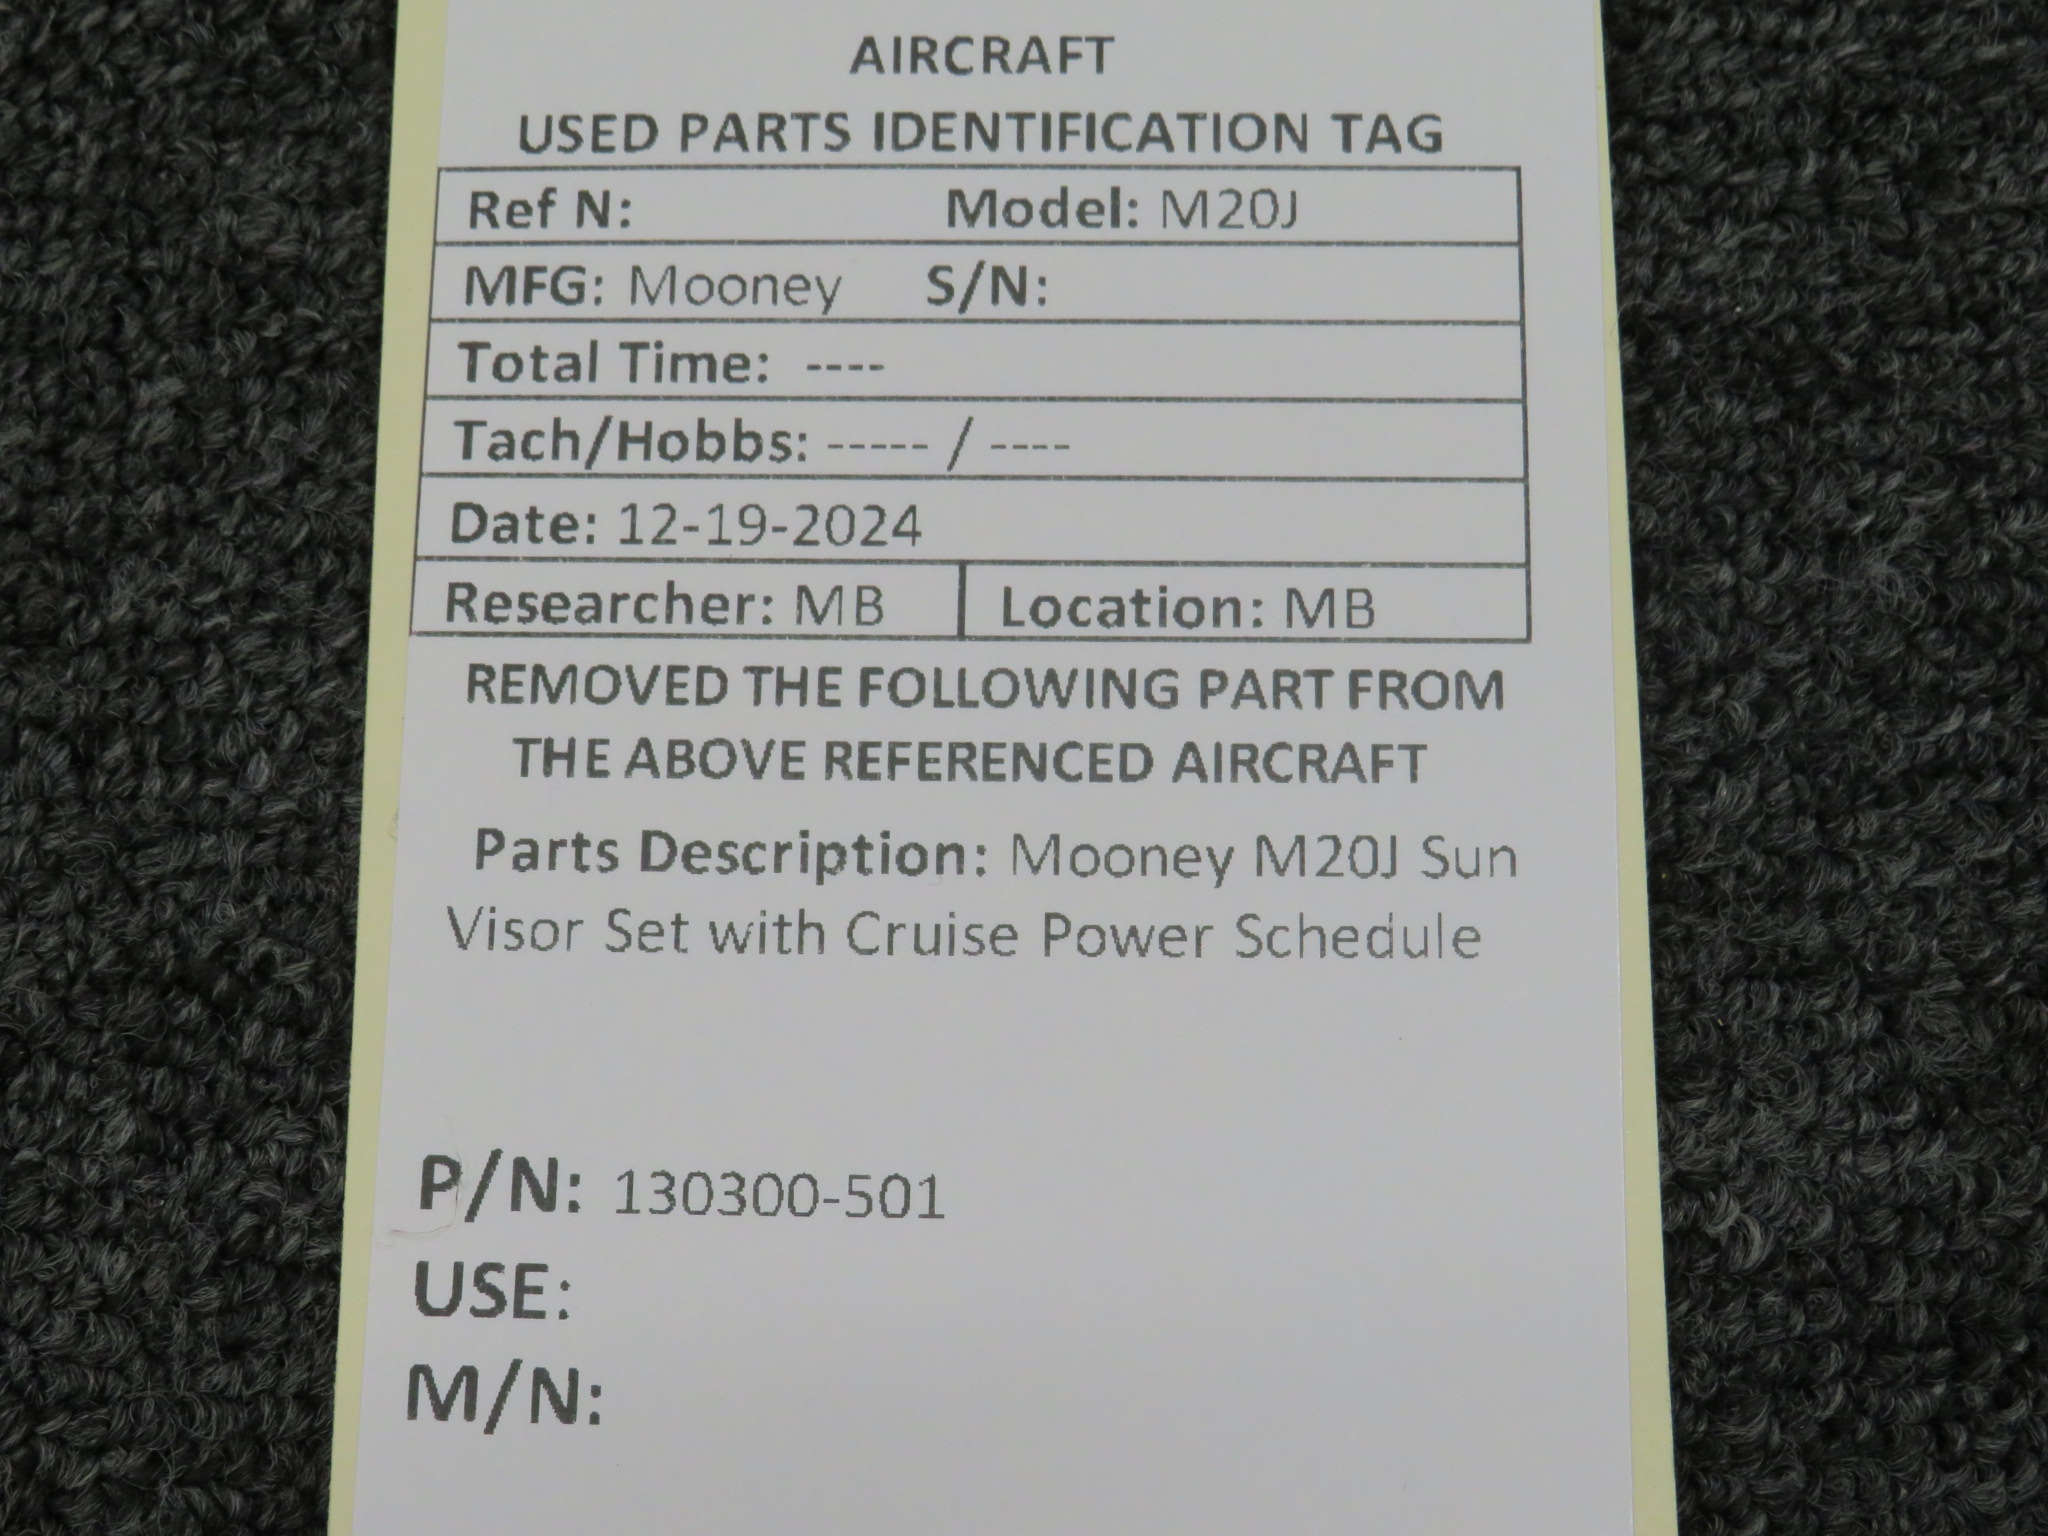 AIRCRAFT
USED PARTS IDENTIFICATION TAG
Ref N: Model: M20J
MFG: Mooney S/N:
Total Time: ----
Tach/Hobbs: ----- / ----
Date: 12-19-2024
Researcher: MB Location: MB
REMOVED THE FOLLOWING PART FROM
THE ABOVE REFERENCED AIRCRAFT
Parts Description: Mooney M20J Sun
Visor Set with Cruise Power Schedule
P/N: 130300-501
USE:
M/N: